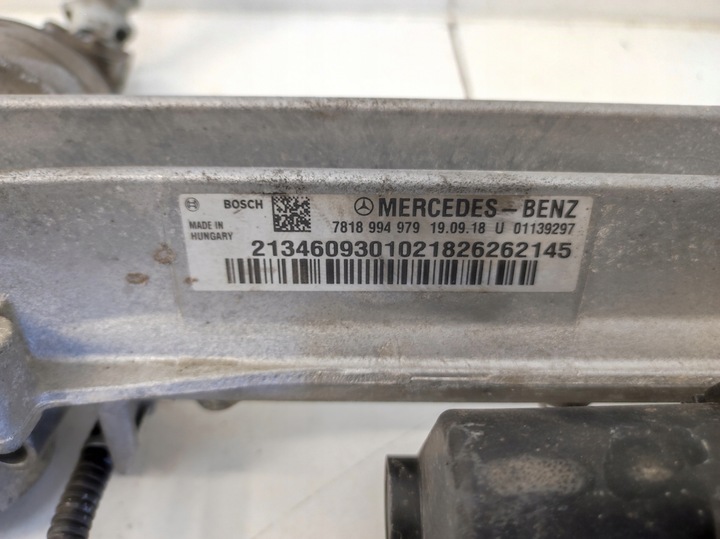 BOSCH
MERCEDES-BENZ
MADE IN
HUNGARY
7818 994 979 19.09.18 U 01139297
2134609301021826262145